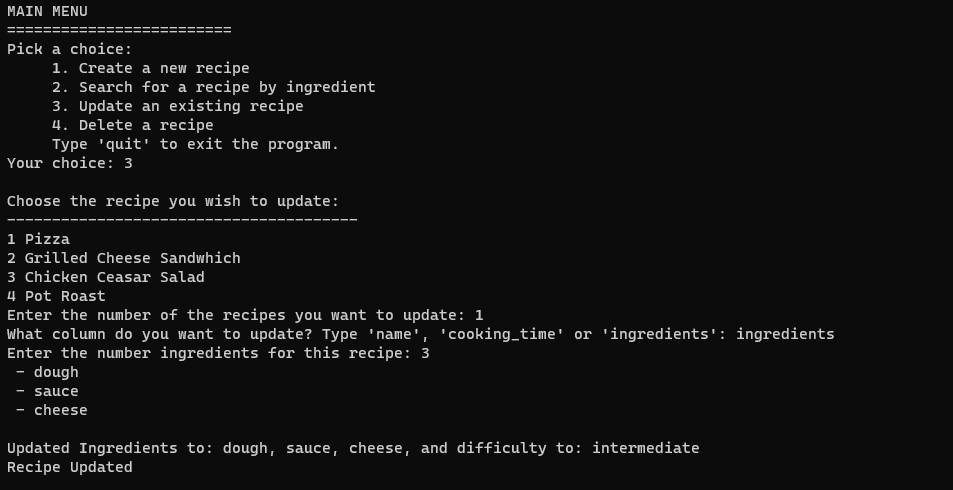 MAIN MENU
=========================
Pick a choice:
     1. Create a new recipe
     2. Search for a recipe by ingredient
     3. Update an existing recipe
     4. Delete a recipe
     Type 'quit' to exit the program.
Your choice: 3

Choose the recipe you wish to update:
---------------------------------------
1 Pizza
2 Grilled Cheese Sandwhich
3 Chicken Ceasar Salad
4 Pot Roast
Enter the number of the recipes you want to update: 1
What column do you want to update? Type 'name', 'cooking_time' or 'ingredients': ingredients
Enter the number ingredients for this recipe: 3
 - dough
 - sauce
 - cheese

Updated Ingredients to: dough, sauce, cheese, and difficulty to: intermediate
Recipe Updated